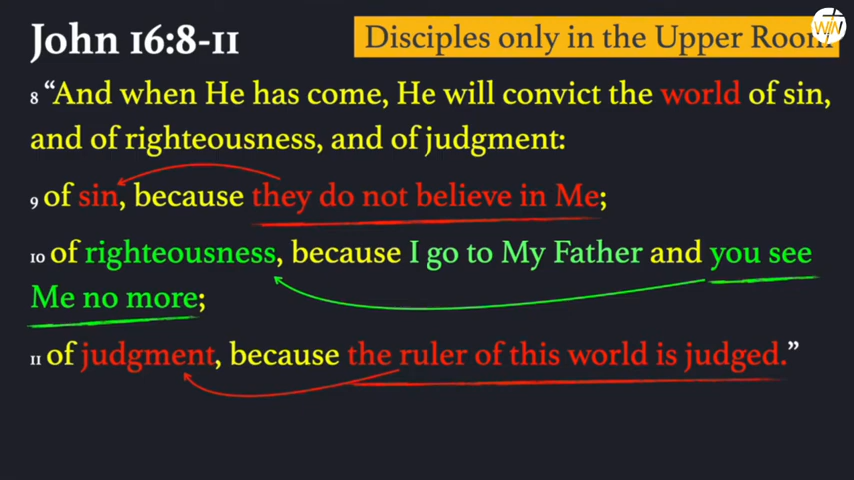 John 16:8-11
Disciples only in the Upper Room
WIN
8 “And when He has come, He will convict the world of sin,
and of righteousness, and of judgment:
9 of sin, because they do not believe in Me;
10 of righteousness, because I go to My Father and you see
Me no more;
11 of judgment, because the ruler of this world is judged.”